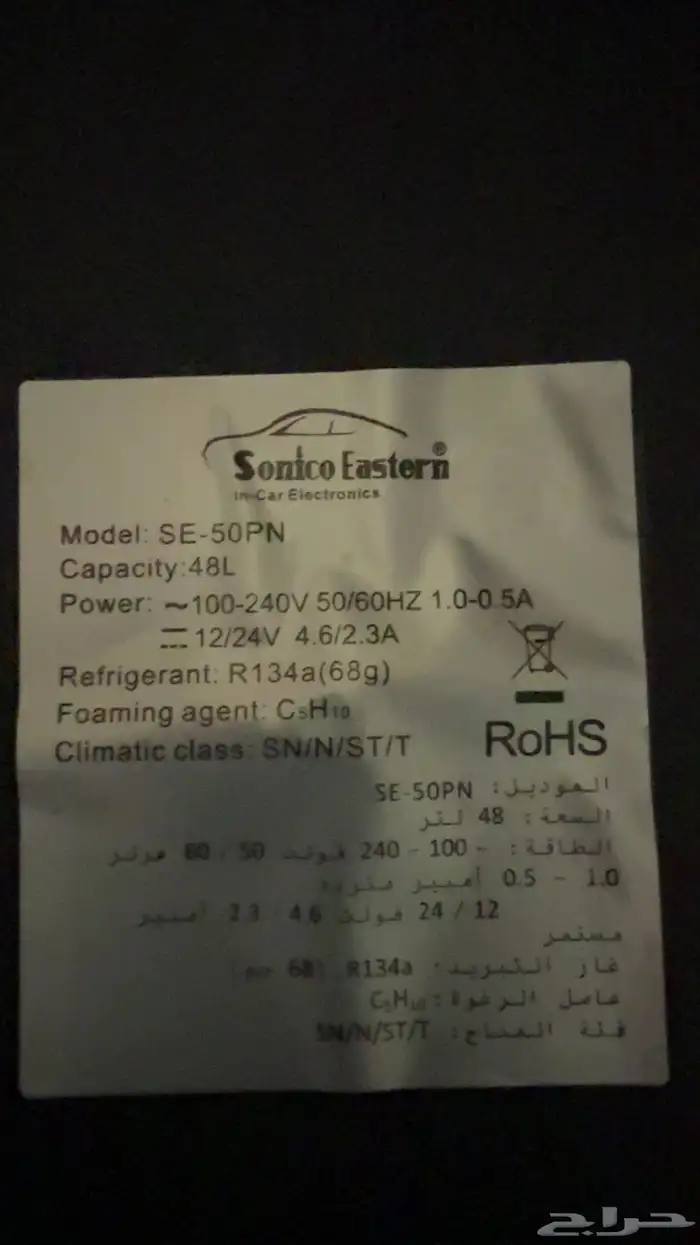 Sonico Eastern®
In-Car Electronics
Model: SE-50PN
Capacity:48L
Power: ~100-240V 50/60HZ 1.0-0.5A
12/24V 4.6/2.3A
Refrigerant: R134a(68g)
Foaming agent: C₅H₁₀
Climatic class: SN/N/ST/T
RoHS
الموديل: SE-50PN
السعة: 48 لتر
الطاقة: ~ 100 - 240 فولت 50 / 60 هرتز
1.0 - 0.5 أمبير متردد
12 / 24 فولت 4.6 / 2.3 أمبير
مستمر
غاز التبريد: R134a (68
عامل الرغوة: C₅H₁₀
فئة المناخ: SN/N/ST/T
حراج